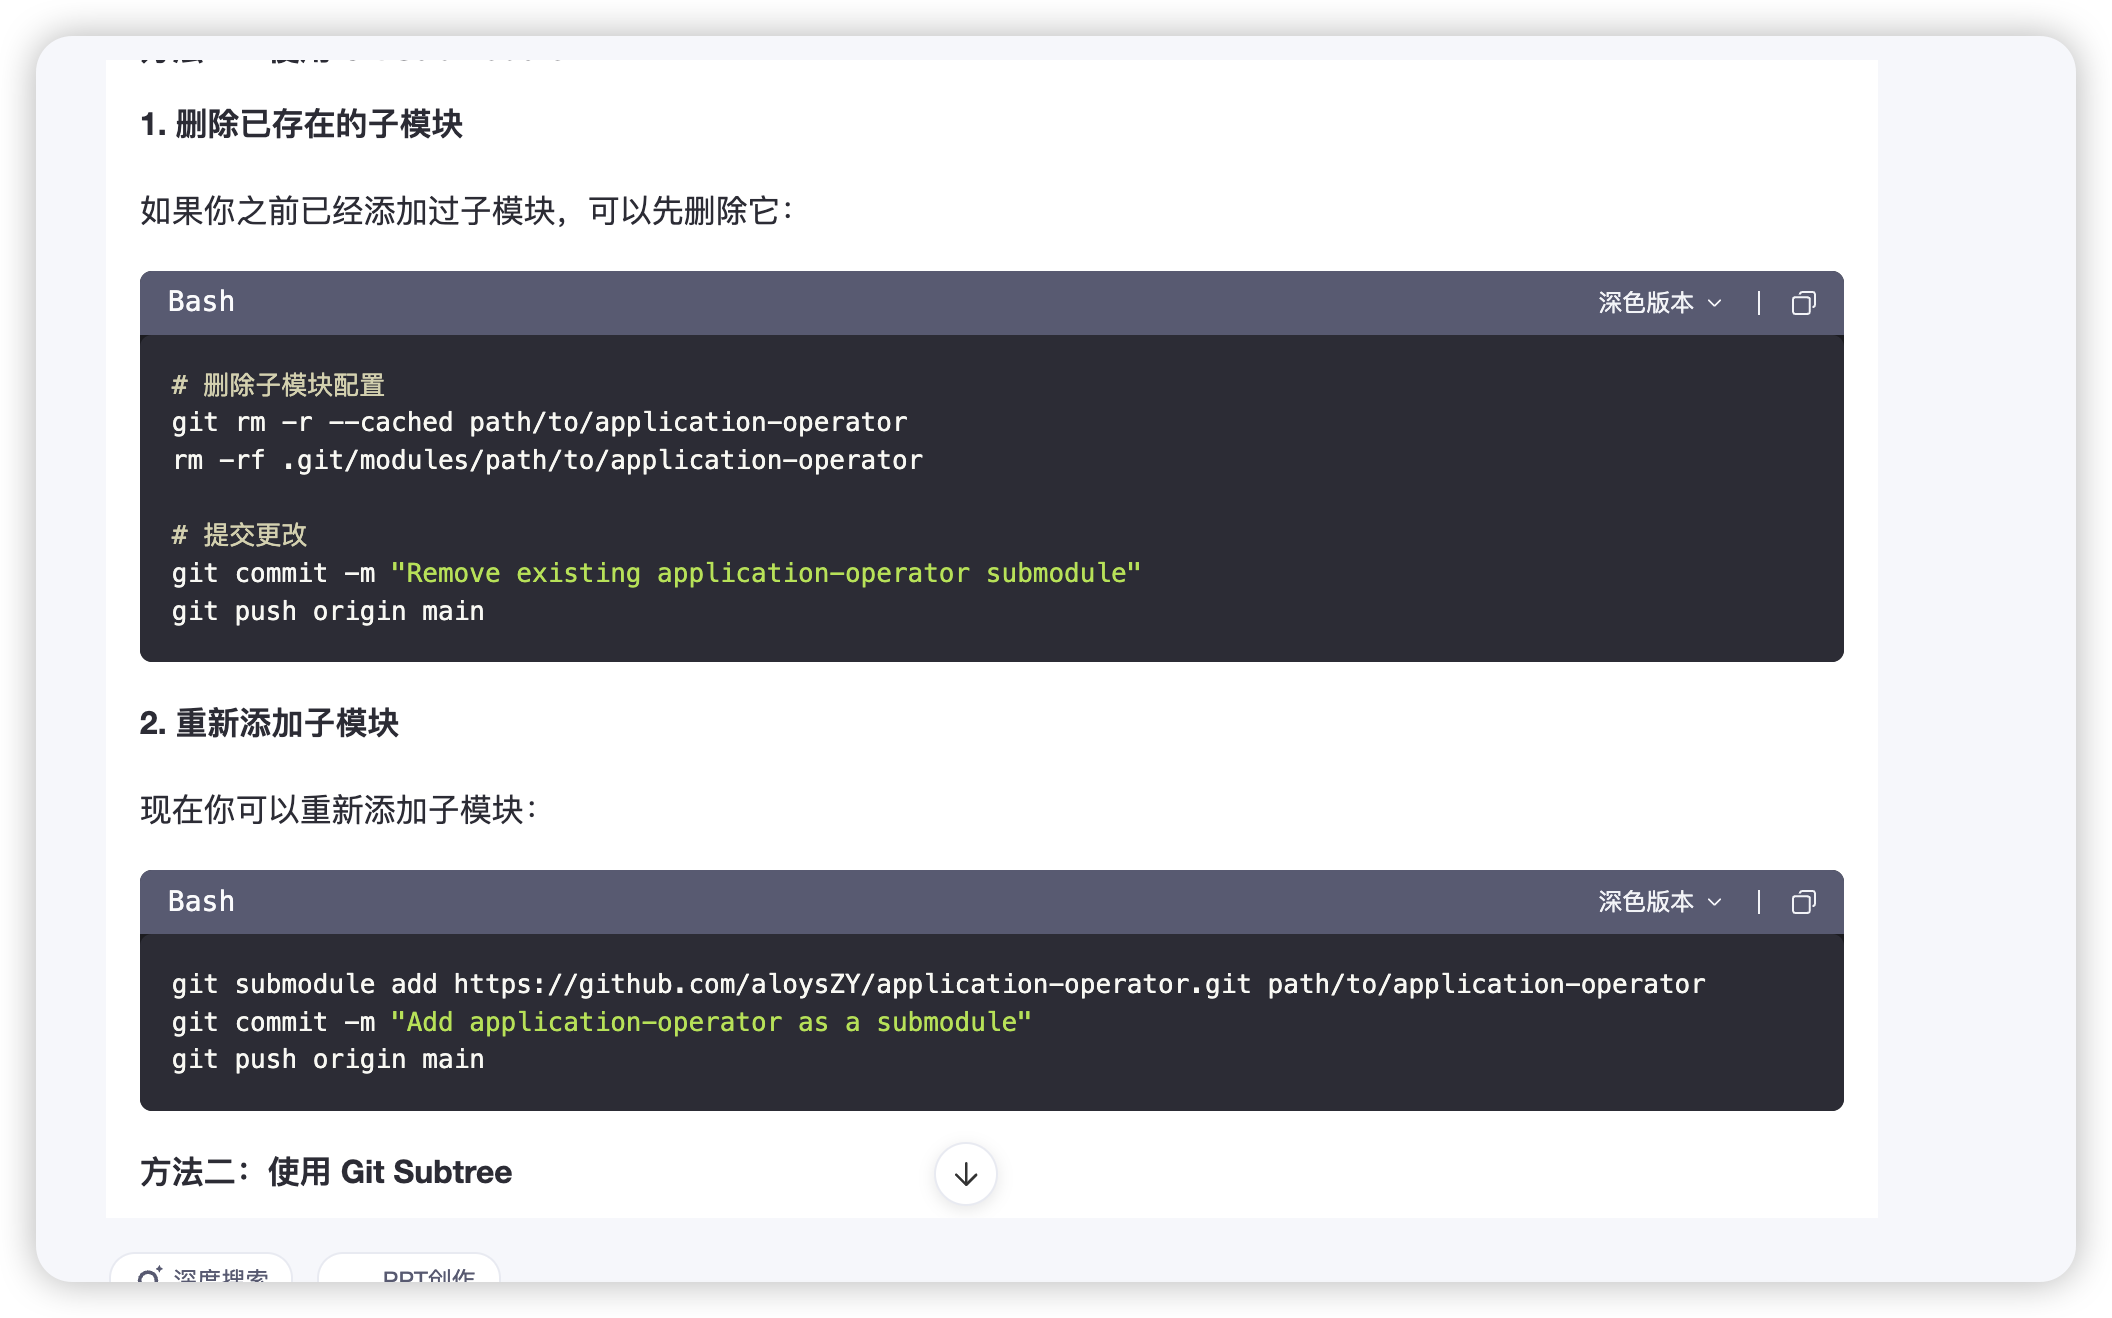 1. 删除已存在的子模块
如果你之前已经添加过子模块，可以先删除它：
Bash
深色版本
# 删除子模块配置
git rm -r --cached path/to/application-operator
rm -rf .git/modules/path/to/application-operator
# 提交更改
git commit -m "Remove existing application-operator submodule"
git push origin main
2. 重新添加子模块
现在你可以重新添加子模块：
Bash
深色版本
git submodule add https://github.com/aloysZY/application-operator.git path/to/application-operator
git commit -m "Add application-operator as a submodule"
git push origin main
方法二：使用 Git Subtree
深度搜索
PPT创作